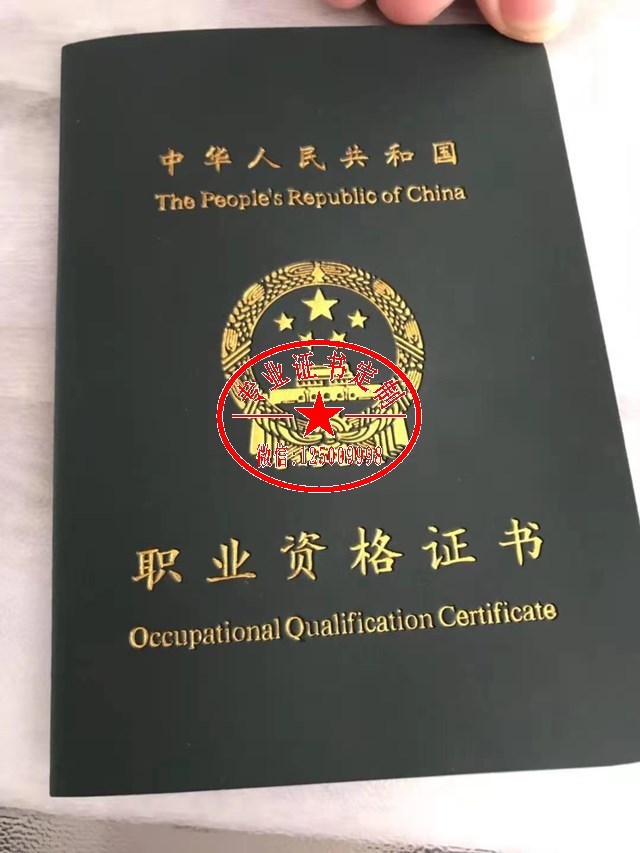 中华人民共和国
The People's Republic of China
专业证书定制
微信:125009998
职业资格证书
Occupational Qualification Certificate